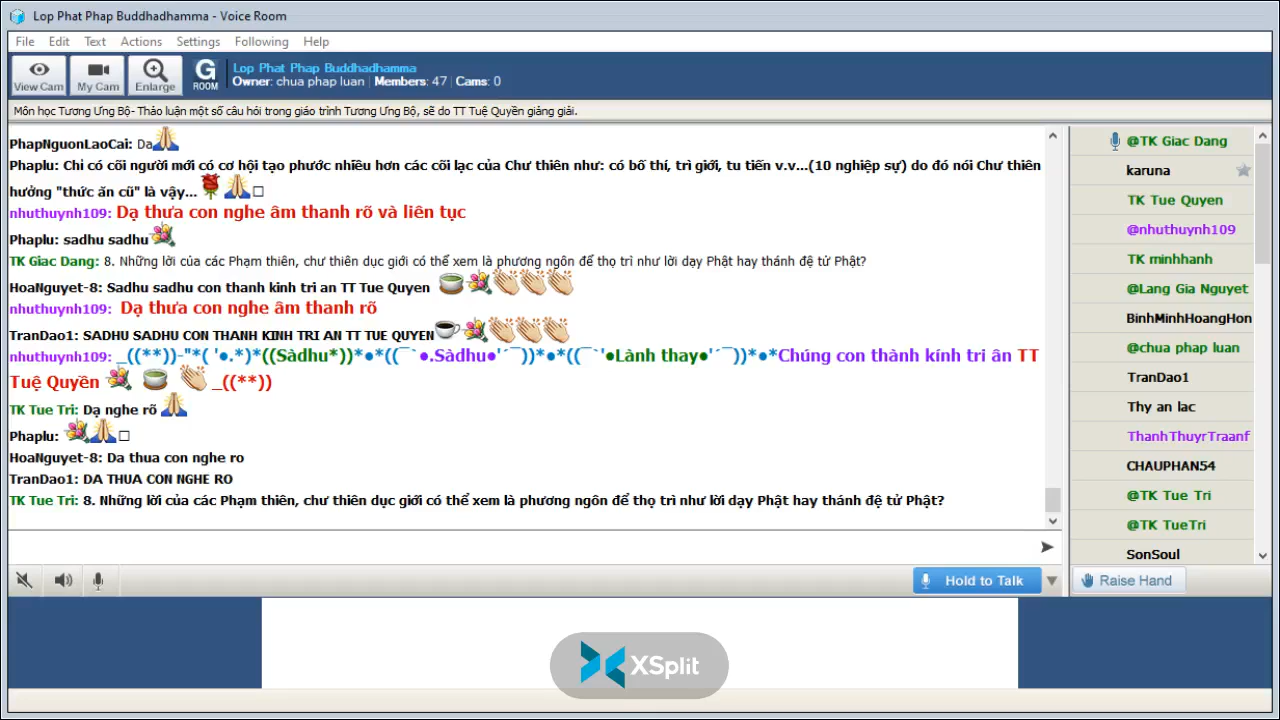 Lop Phat Phap Buddhadhamma - Voice Room
File Edit Text Actions Settings Following Help
View Cam My Cam Enlarge G ROOM
Lop Phat Phap Buddhadhamma
Owner: chua phap luan | Members: 47 | Cams: 0
Môn học Tương Ưng Bộ- Thảo luận một số câu hỏi trong giáo trình Tương Ưng Bộ, sẽ do TT Tuệ Quyền giảng giải.
PhapNguonLaoCai: Da
Phaplu: Chỉ có cõi người mới có cơ hội tạo phước nhiều hơn các cõi lạc của Chư thiên như: có bố thí, trì giới, tu tiến v.v...(10 nghiệp sự) do đó nói Chư thiên
hưởng "thức ăn cũ" là vậy...
nhuthuynh109: Dạ thưa con nghe âm thanh rõ và liên tục
Phaplu: sadhu sadhu
TK Giac Dang: 8. Những lời của các Phạm thiên, chư thiên dục giới có thể xem là phương ngôn để thọ trì như lời dạy Phật hay thánh đệ tử Phật?
HoaNguyet-8: Sadhu sadhu con thanh kinh tri an TT Tue Quyen
nhuthuynh109: Dạ thưa con nghe âm thanh rõ
TranDao1: SADHU SADHU CON THANH KINH TRI AN TT TUE QUYEN
nhuthuynh109: _((**))-"*( '●.*)*((Sàdhu*))*●*((¯`●.Sàdhu●'´¯))*●*((¯`'●Lành thay●'´¯))*●*Chúng con thành kính tri ân TT
Tuệ Quyền _((**))
TK Tue Tri: Dạ nghe rõ
Phaplu:
HoaNguyet-8: Da thua con nghe ro
TranDao1: DA THUA CON NGHE RO
TK Tue Tri: 8. Những lời của các Phạm thiên, chư thiên dục giới có thể xem là phương ngôn để thọ trì như lời dạy Phật hay thánh đệ tử Phật?
@TK Giac Dang
karuna
TK Tue Quyen
@nhuthuynh109
TK minhhanh
@Lang Gia Nguyet
BinhMinhHoangHon
@chua phap luan
TranDao1
Thy an lac
ThanhThuyrTraanf
CHAUPHAN54
@TK Tue Tri
@TK TueTri
SonSoul
Hold to Talk
Raise Hand
XSplit